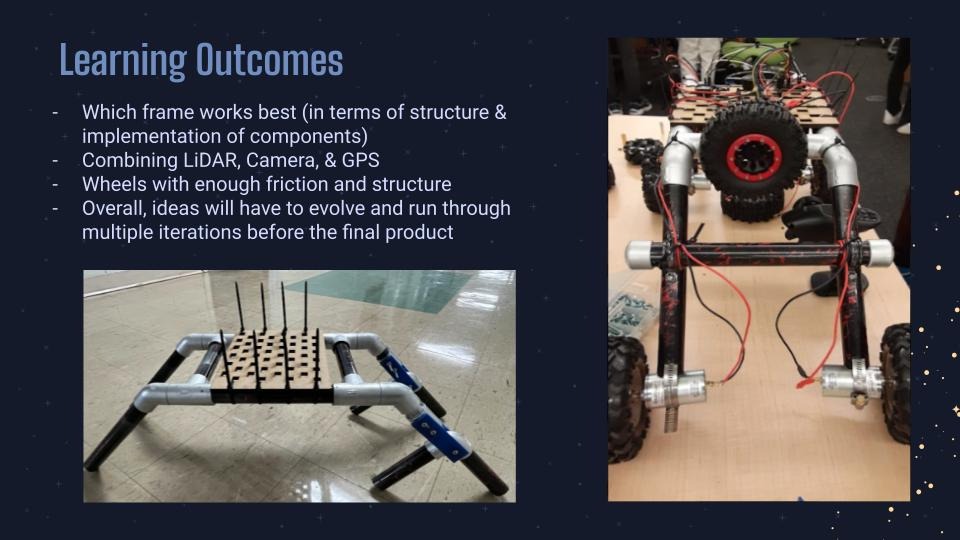 Learning Outcomes
- Which frame works best (in terms of structure &
implementation of components)
- Combining LiDAR, Camera, & GPS
- Wheels with enough friction and structure
- Overall, ideas will have to evolve and run through
multiple iterations before the final product